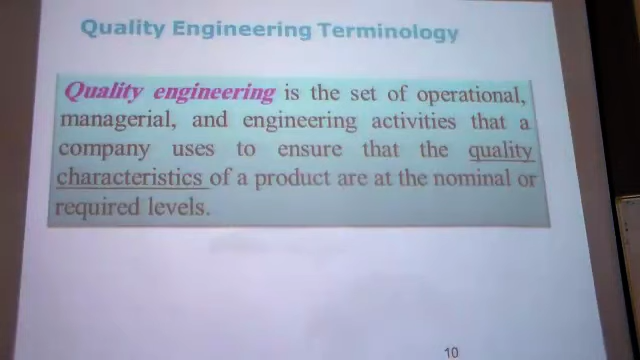 Quality Engineering Terminology
Quality engineering is the set of operational,
managerial, and engineering activities that a
company uses to ensure that the quality
characteristics of a product are at the nominal or
required levels.
10